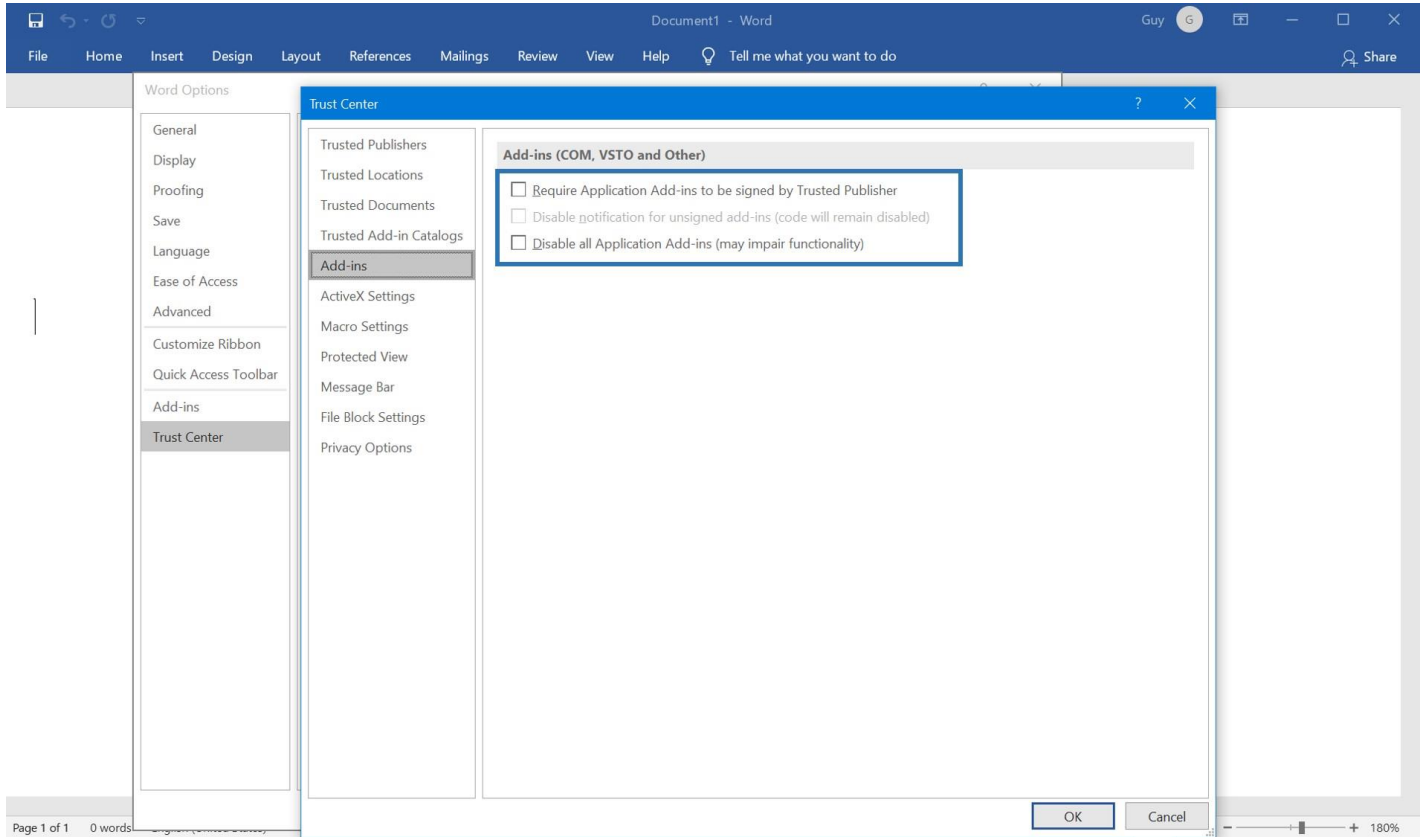 Document1 - Word
Guy G
File Home Insert Design Layout References Mailings Review View Help Tell me what you want to do Share
Word Options
General
Display
Proofing
Save
Language
Ease of Access
Advanced
Customize Ribbon
Quick Access Toolbar
Add-ins
Trust Center
Trust Center ?
Trusted Publishers
Trusted Locations
Trusted Documents
Trusted Add-in Catalogs
Add-ins
ActiveX Settings
Macro Settings
Protected View
Message Bar
File Block Settings
Privacy Options
Add-ins (COM, VSTO and Other)
Require Application Add-ins to be signed by Trusted Publisher
Disable notification for unsigned add-ins (code will remain disabled)
Disable all Application Add-ins (may impair functionality)
OK Cancel
Page 1 of 1 0 words 180%